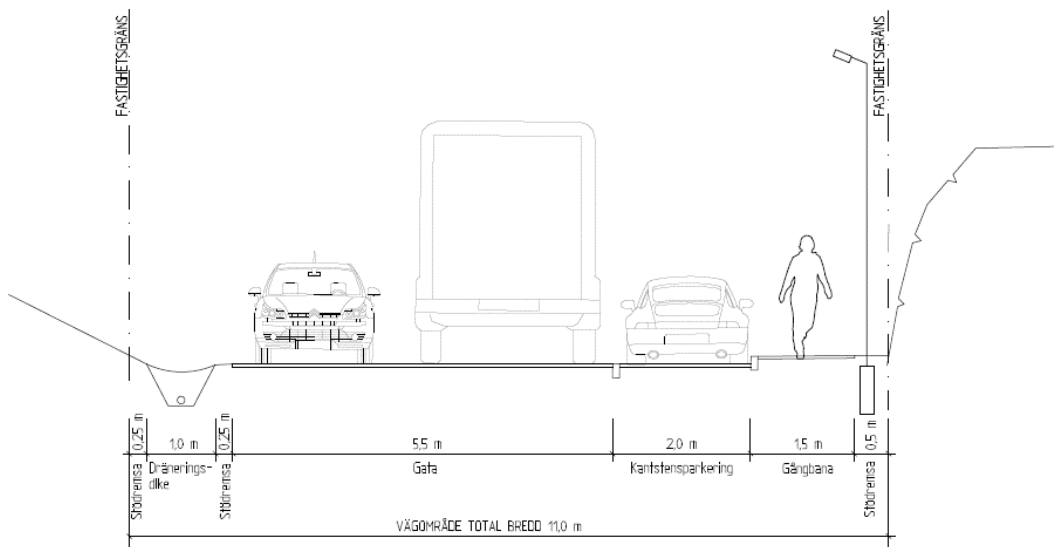 FASTIGHETSGRÄNS
FASTIGHETSGRÄNS
0,25 m
1,0 m
0,25 m
5,5 m
2,0 m
1,5 m
0,5 m
Stödremsa
Dränerings-
dike
Stödremsa
Gata
Kantstensparkering
Gångbana
Stödremsa
VÄGOMRÅDE TOTAL BREDD 11,0 m